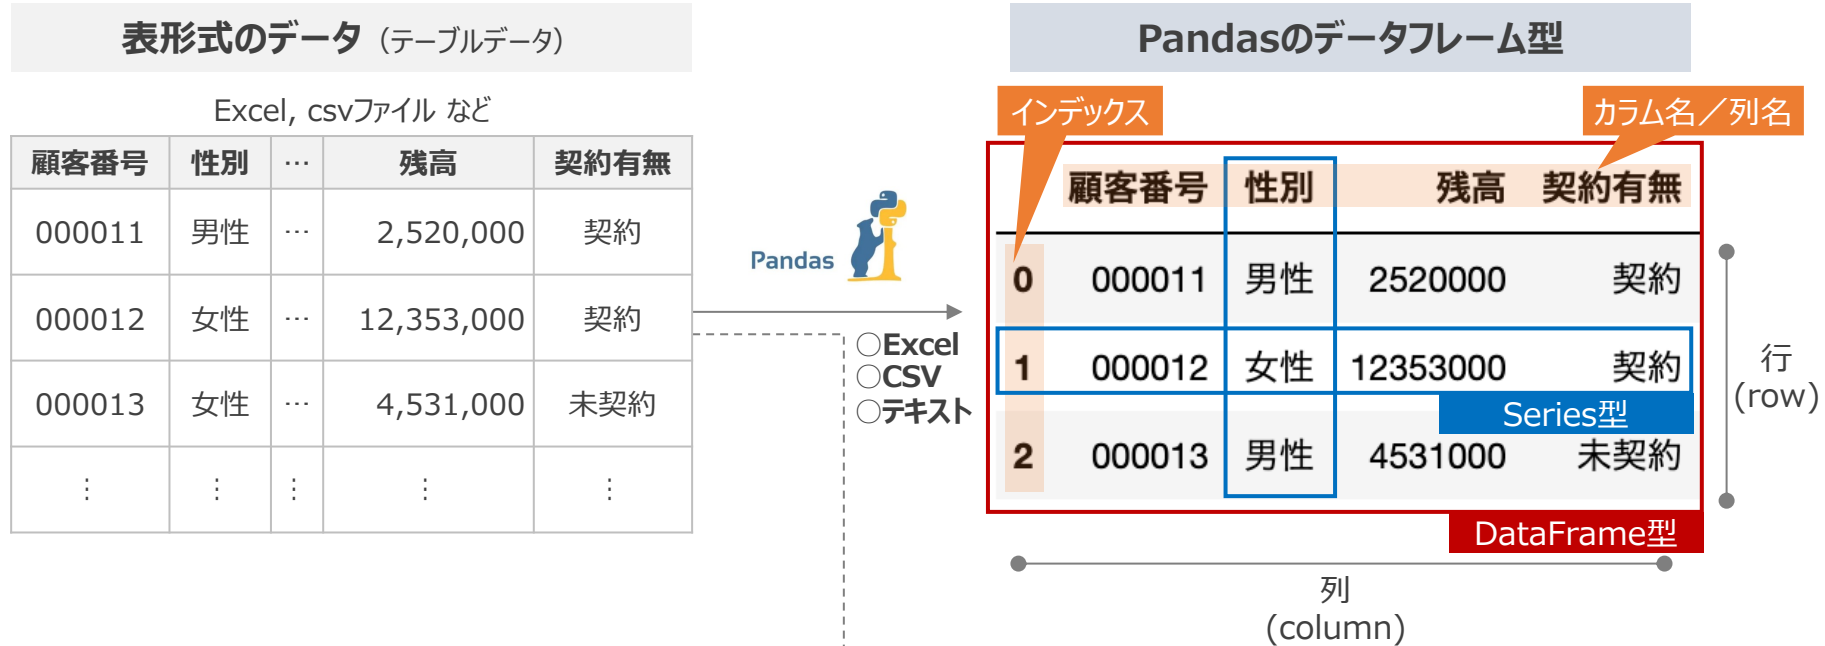 表形式のデータ（テーブルデータ）
Excel, csvファイル など
顧客番号 性別 … 残高 契約有無
000011 男性 … 2,520,000 契約
000012 女性 … 12,353,000 契約
000013 女性 … 4,531,000 未契約
⋮ ⋮ ⋮ ⋮ ⋮
Pandas
○Excel
○CSV
○テキスト
Pandasのデータフレーム型
インデックス
カラム名／列名
顧客番号 性別 残高 契約有無
0 000011 男性 2520000 契約
1 000012 女性 12353000 契約
Series型
2 000013 男性 4531000 未契約
DataFrame型
行
(row)
列
(column)